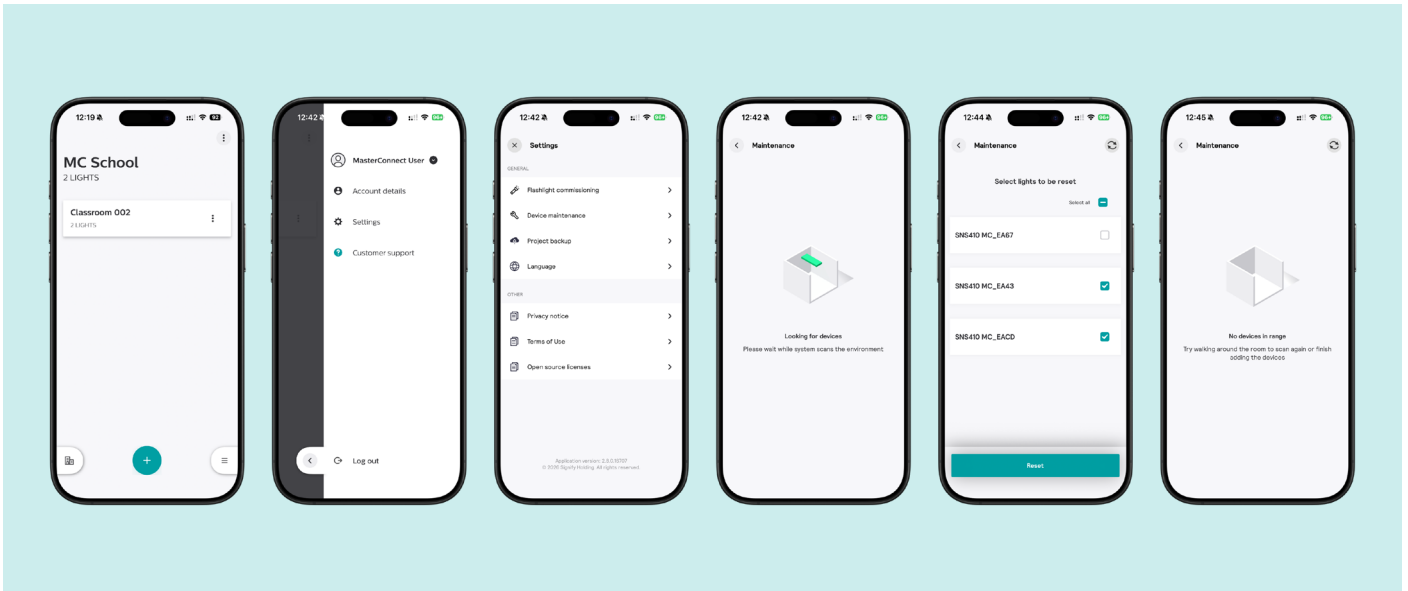 12:19
92
MC School
2 LIGHTS
Classroom 002
2 LIGHTS
12:42
MasterConnect User
Account details
Settings
Customer support
Log out
12:42
Settings
GENERAL
Flashlight commissioning
Device maintenance
Project backup
Language
OTHER
Privacy notice
Terms of Use
Open source licenses
12:42
Maintenance
Looking for devices
Please wait while system scans the environment
12:44
Maintenance
Select lights to be reset
Select all
SNS410 MC_EA67
SNS410 MC_EA43
SNS410 MC_EACD
Reset
12:45
Maintenance
No devices in range
Try walking around the room to scan again or finish
adding the devices